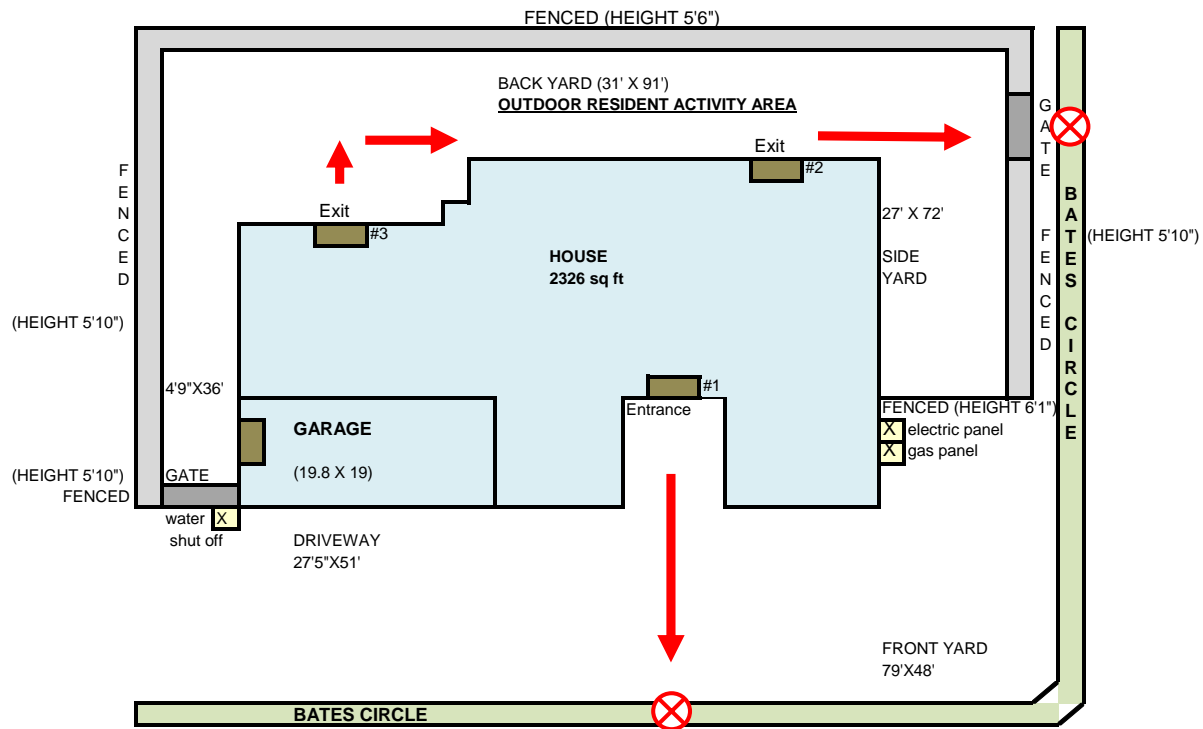 FENCED (HEIGHT 5'6")
BACK YARD (31' X 91')
OUTDOOR RESIDENT ACTIVITY AREA
GATE
Exit
#2
FENCED
Exit
#3
27' X 72'
SIDE
YARD
HOUSE
2326 sq ft
FENCED
(HEIGHT 5'10")
BATES CIRCLE
(HEIGHT 5'10")
4'9"X36'
#1
Entrance
FENCED (HEIGHT 6'1")
X electric panel
X gas panel
GARAGE
(19.8 X 19)
(HEIGHT 5'10")
FENCED
GATE
water X
shut off
DRIVEWAY
27'5"X51'
FRONT YARD
79'X48'
BATES CIRCLE